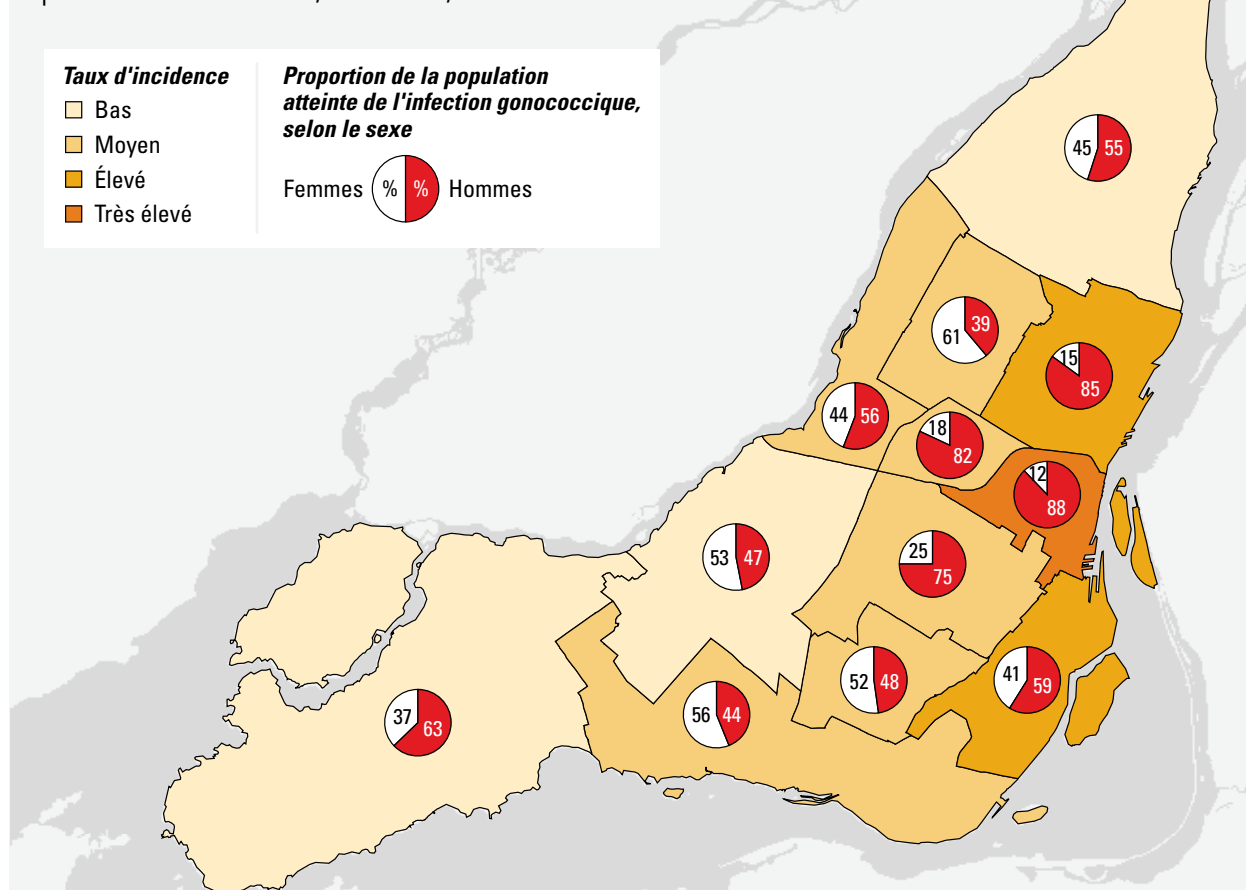 Taux d'incidence
Bas
Moyen
Élevé
Très élevé
Proportion de la population
atteinte de l'infection gonococcique,
selon le sexe
Femmes % % Hommes
45 55
61 39
15 85
44 56
18 82
12 88
53 47
25 75
52 48
41 59
56 44
37 63